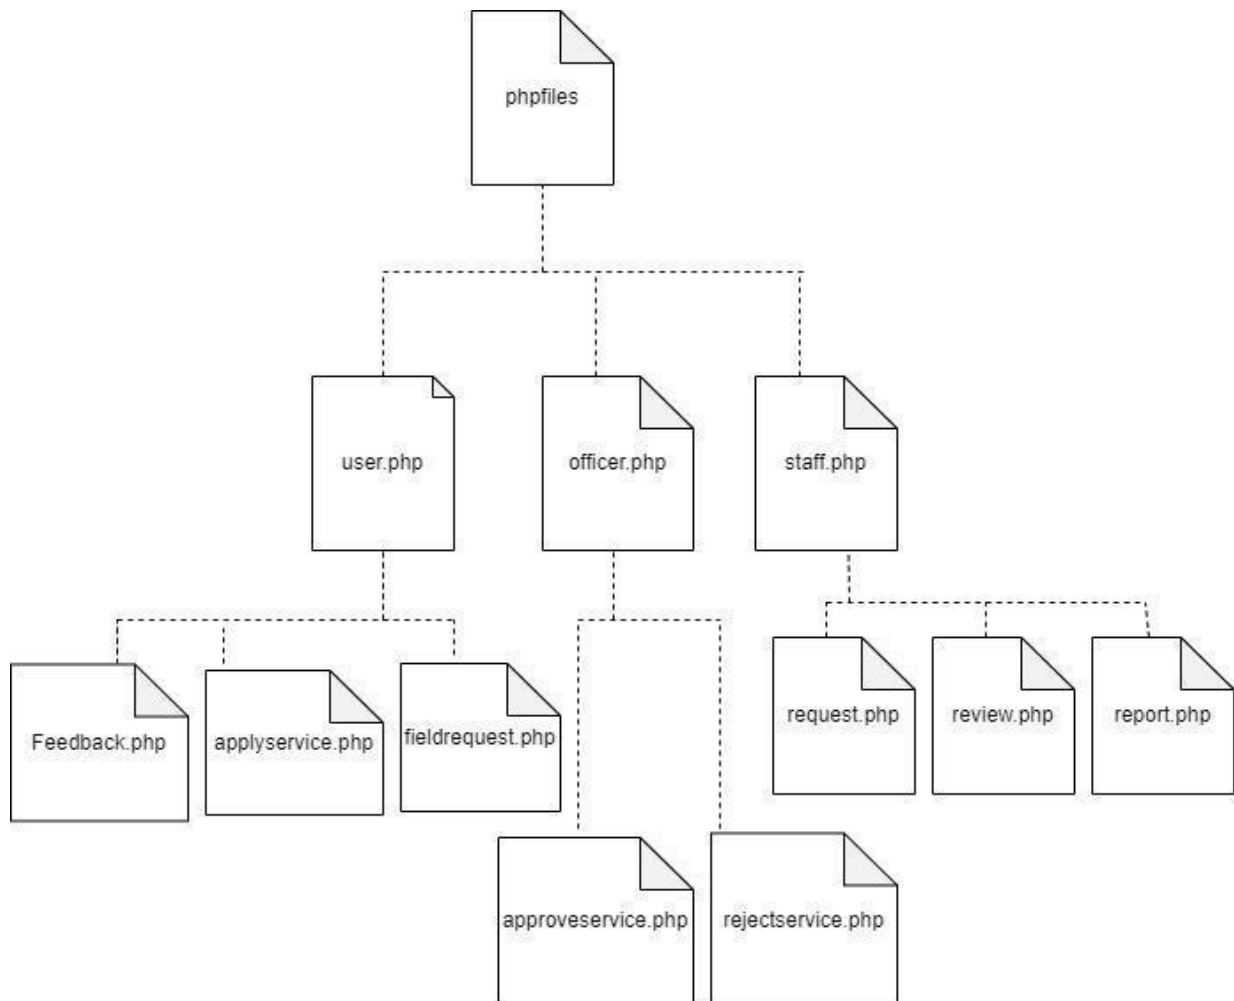 phpfiles
user.php
officer.php
staff.php
Feedback.php
applyservice.php
fieldrequest.php
request.php
review.php
report.php
approveservice.php
rejectservice.php